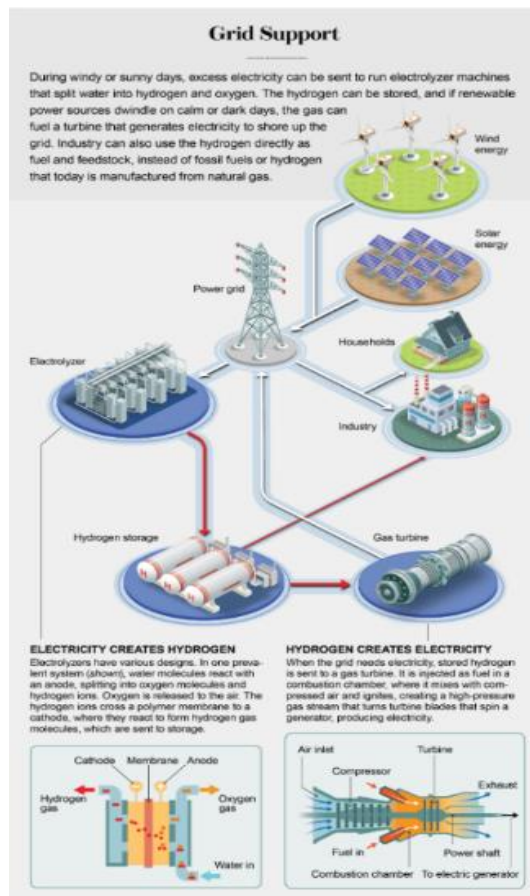 Grid Support
During windy or sunny days, excess electricity can be sent to run electrolyzer machines
that split water into hydrogen and oxygen. The hydrogen can be stored, and if renewable
power sources dwindle on calm or dark days, the gas can
fuel a turbine that generates electricity to shore up the
grid. Industry can also use the hydrogen directly as
fuel and feedstock, instead of fossil fuels or hydrogen
that today is manufactured from natural gas.
Wind
energy
Solar
energy
Power grid
Households
Electrolyzer
Industry
Hydrogen storage
Gas turbine
H
H
H
ELECTRICITY CREATES HYDROGEN
Electrolyzers have various designs. In one preva-
lent system (shown), water molecules react with
an anode, splitting into oxygen molecules and
hydrogen ions. Oxygen is released to the air. The
hydrogen ions cross a polymer membrane to a
cathode, where they react to form hydrogen gas
molecules, which are sent to storage.
HYDROGEN CREATES ELECTRICITY
When the grid needs electricity, stored hydrogen
is sent to a gas turbine. It is injected as fuel in a
combustion chamber, where it mixes with com-
pressed air and ignites, creating a high-pressure
gas stream that turns turbine blades that spin a
generator, producing electricity.
Cathode
Membrane
Anode
Hydrogen
gas
Oxygen
gas
Water in
Air inlet
Compressor
Turbine
Exhaust
Fuel in
Power shaft
Combustion chamber
To electric generator